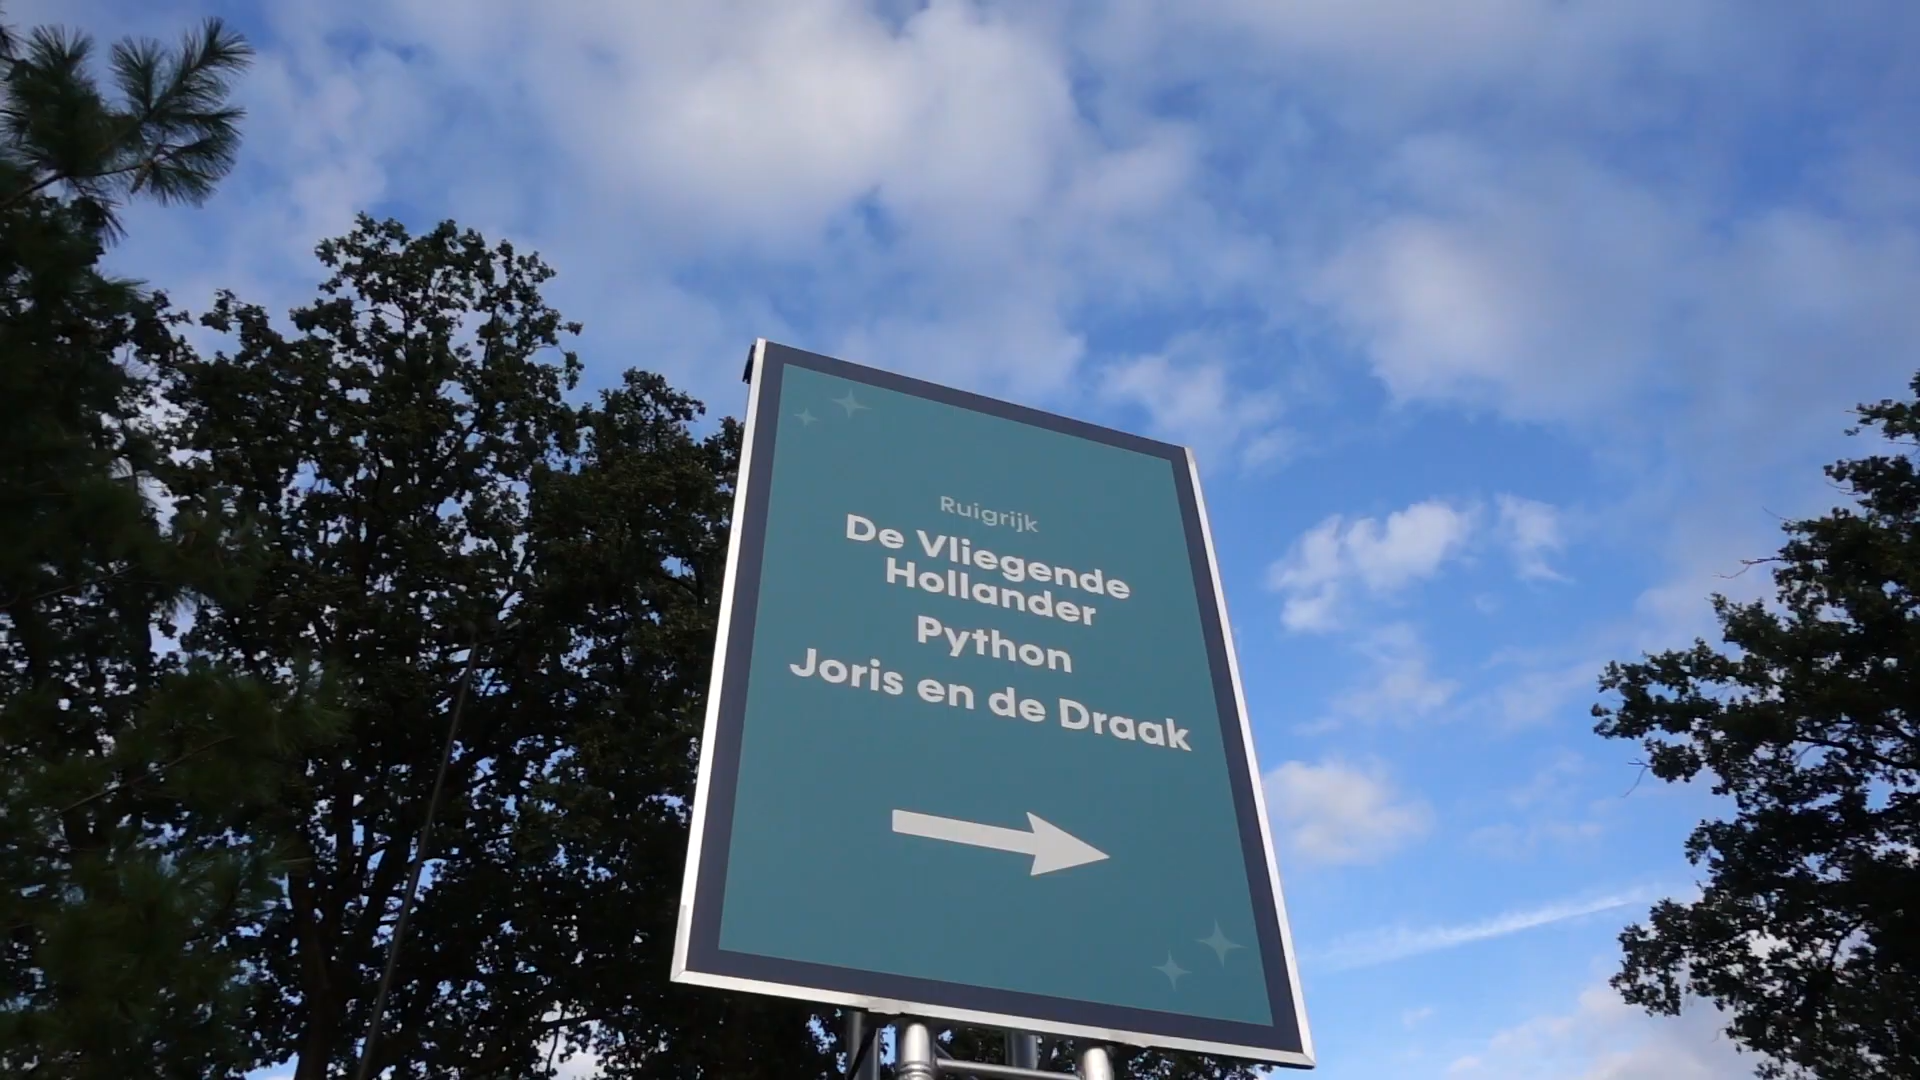 Ruigrijk
De Vliegende
Hollander
Python
Joris en de Draak